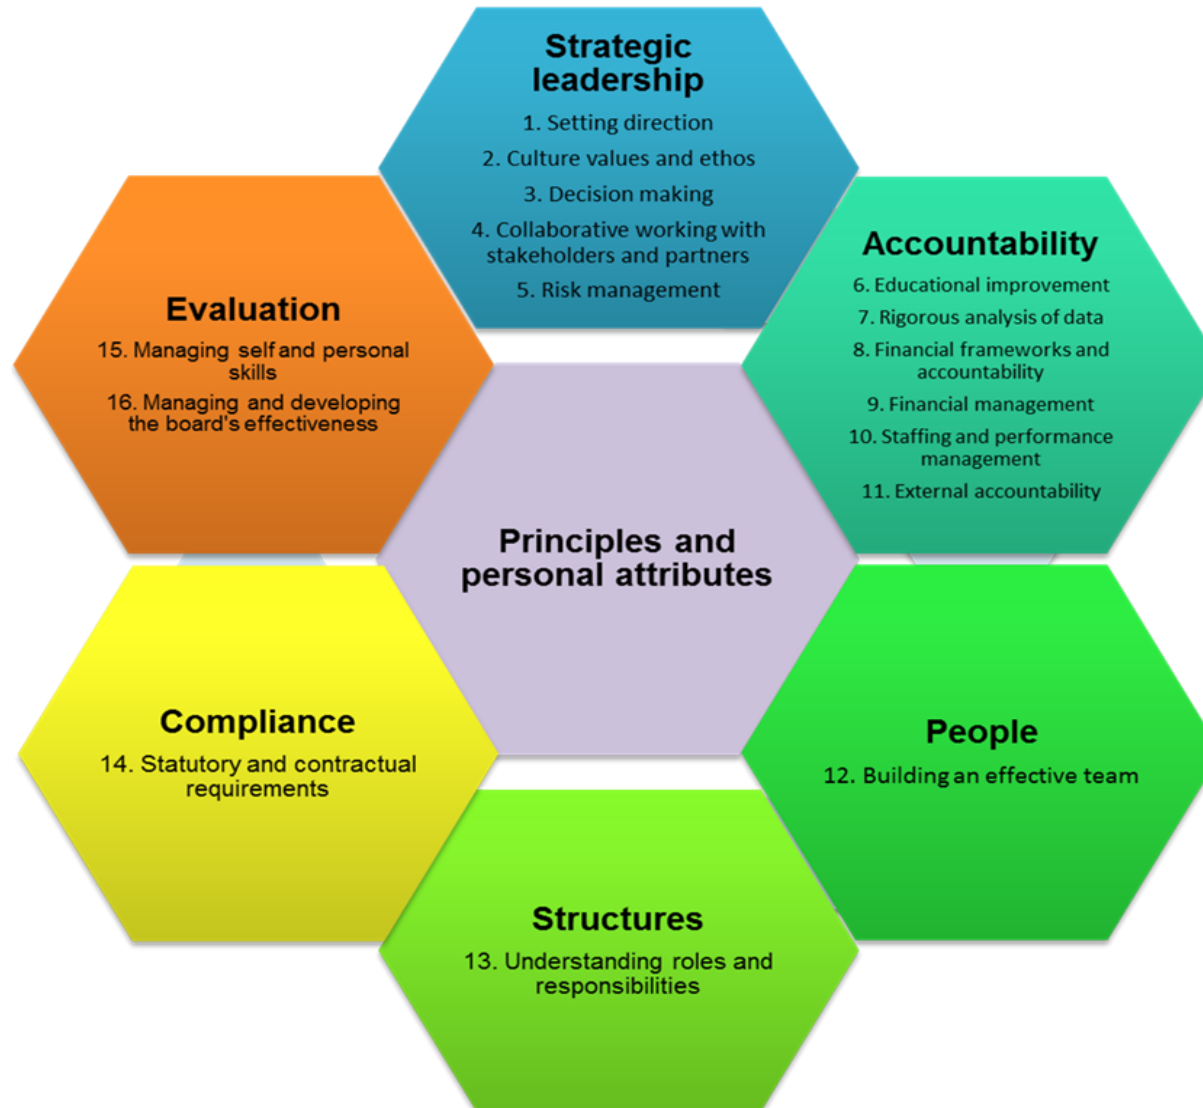 Strategic
leadership
1. Setting direction
2. Culture values and ethos
3. Decision making
4. Collaborative working with
stakeholders and partners
5. Risk management
Accountability
6. Educational improvement
7. Rigorous analysis of data
8. Financial frameworks and
accountability
9. Financial management
10. Staffing and performance
management
11. External accountability
People
12. Building an effective team
Structures
13. Understanding roles and
responsibilities
Compliance
14. Statutory and contractual
requirements
Evaluation
15. Managing self and personal
skills
16. Managing and developing
the board's effectiveness
Principles and
personal attributes